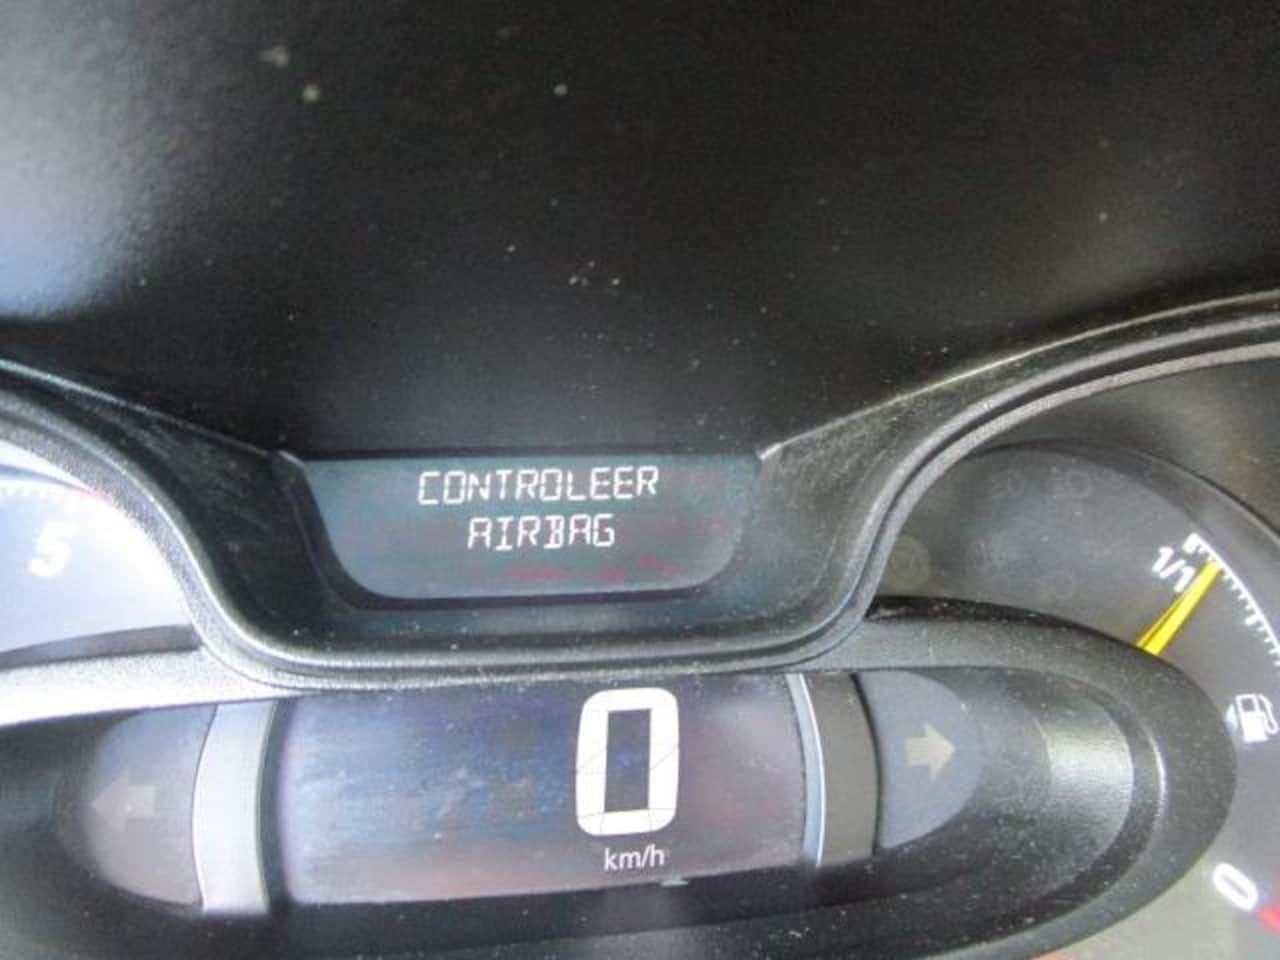 CONTROLEER
AIRBAG
5
1/1
0
km/h
0